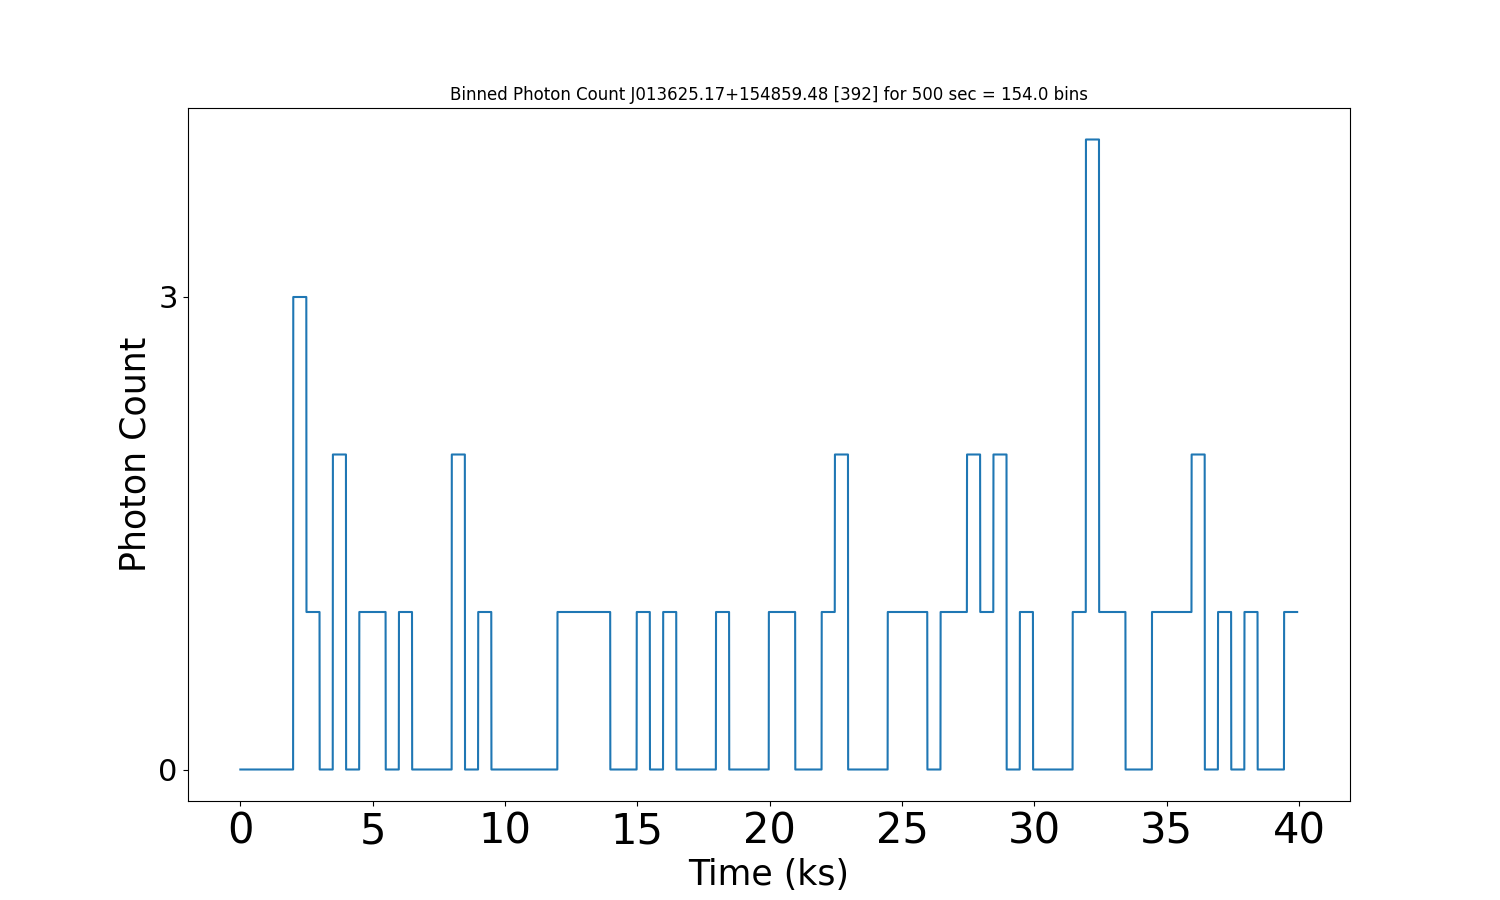 Binned Photon Count J013625.17+154859.48 [392] for 500 sec = 154.0 bins
Photon Count
3
0
0 5 10 15 20 25 30 35 40
Time (ks)